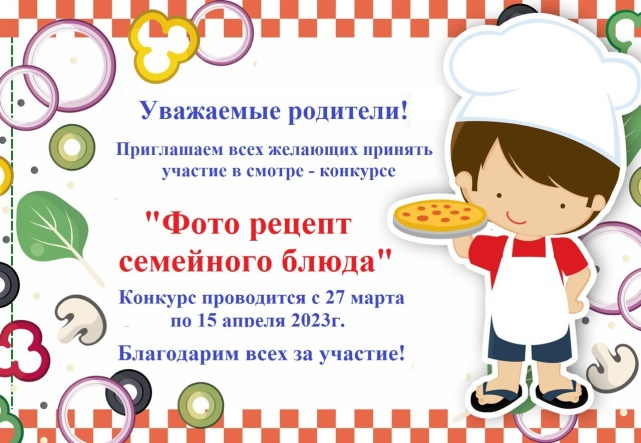 Уважаемые родители!
Приглашаем всех желающих принять
участие в смотре - конкурсе
"Фото рецепт
семейного блюда"
Конкурс проводится с 27 марта
по 15 апреля 2023г.
Благодарим всех за участие!